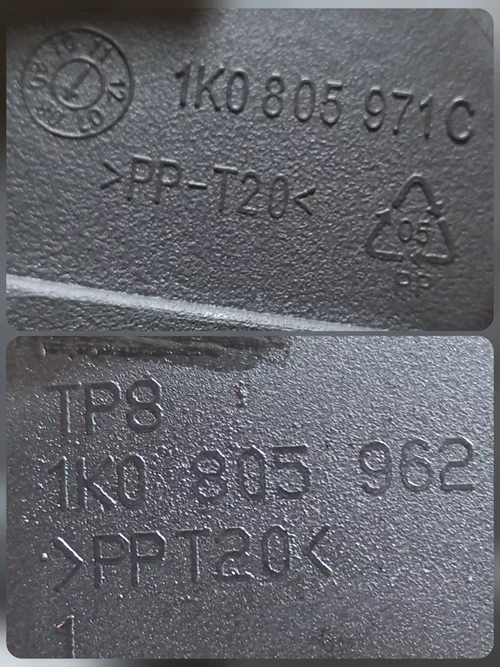 1K0 805 971C
>PP-T20<
05
PP
TP8
1K0 805 962
>PPT20<
1